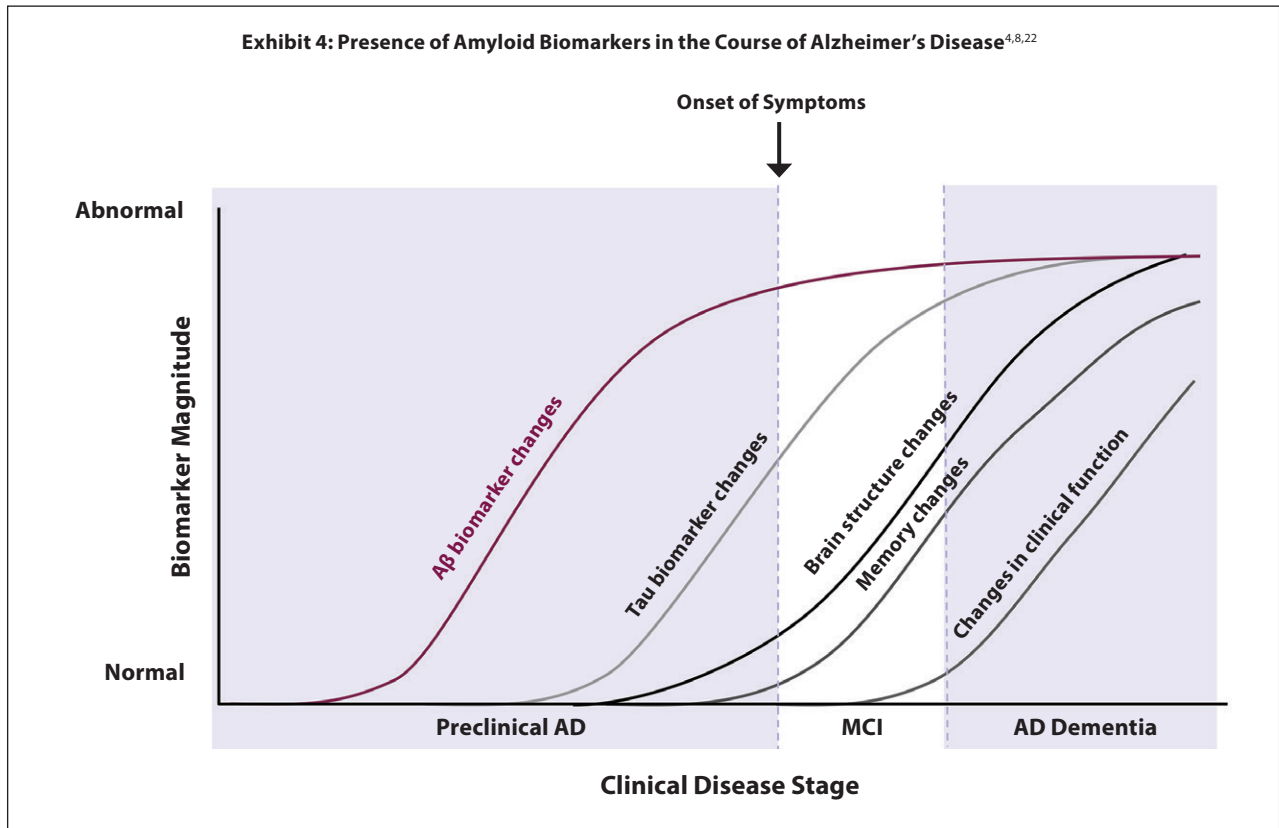 Exhibit 4: Presence of Amyloid Biomarkers in the Course of Alzheimer’s Disease4,8,22
Onset of Symptoms
Abnormal
Biomarker Magnitude
Normal
Aβ biomarker changes
Tau biomarker changes
Brain structure changes
Memory changes
Changes in clinical function
Preclinical AD
MCI
AD Dementia
Clinical Disease Stage